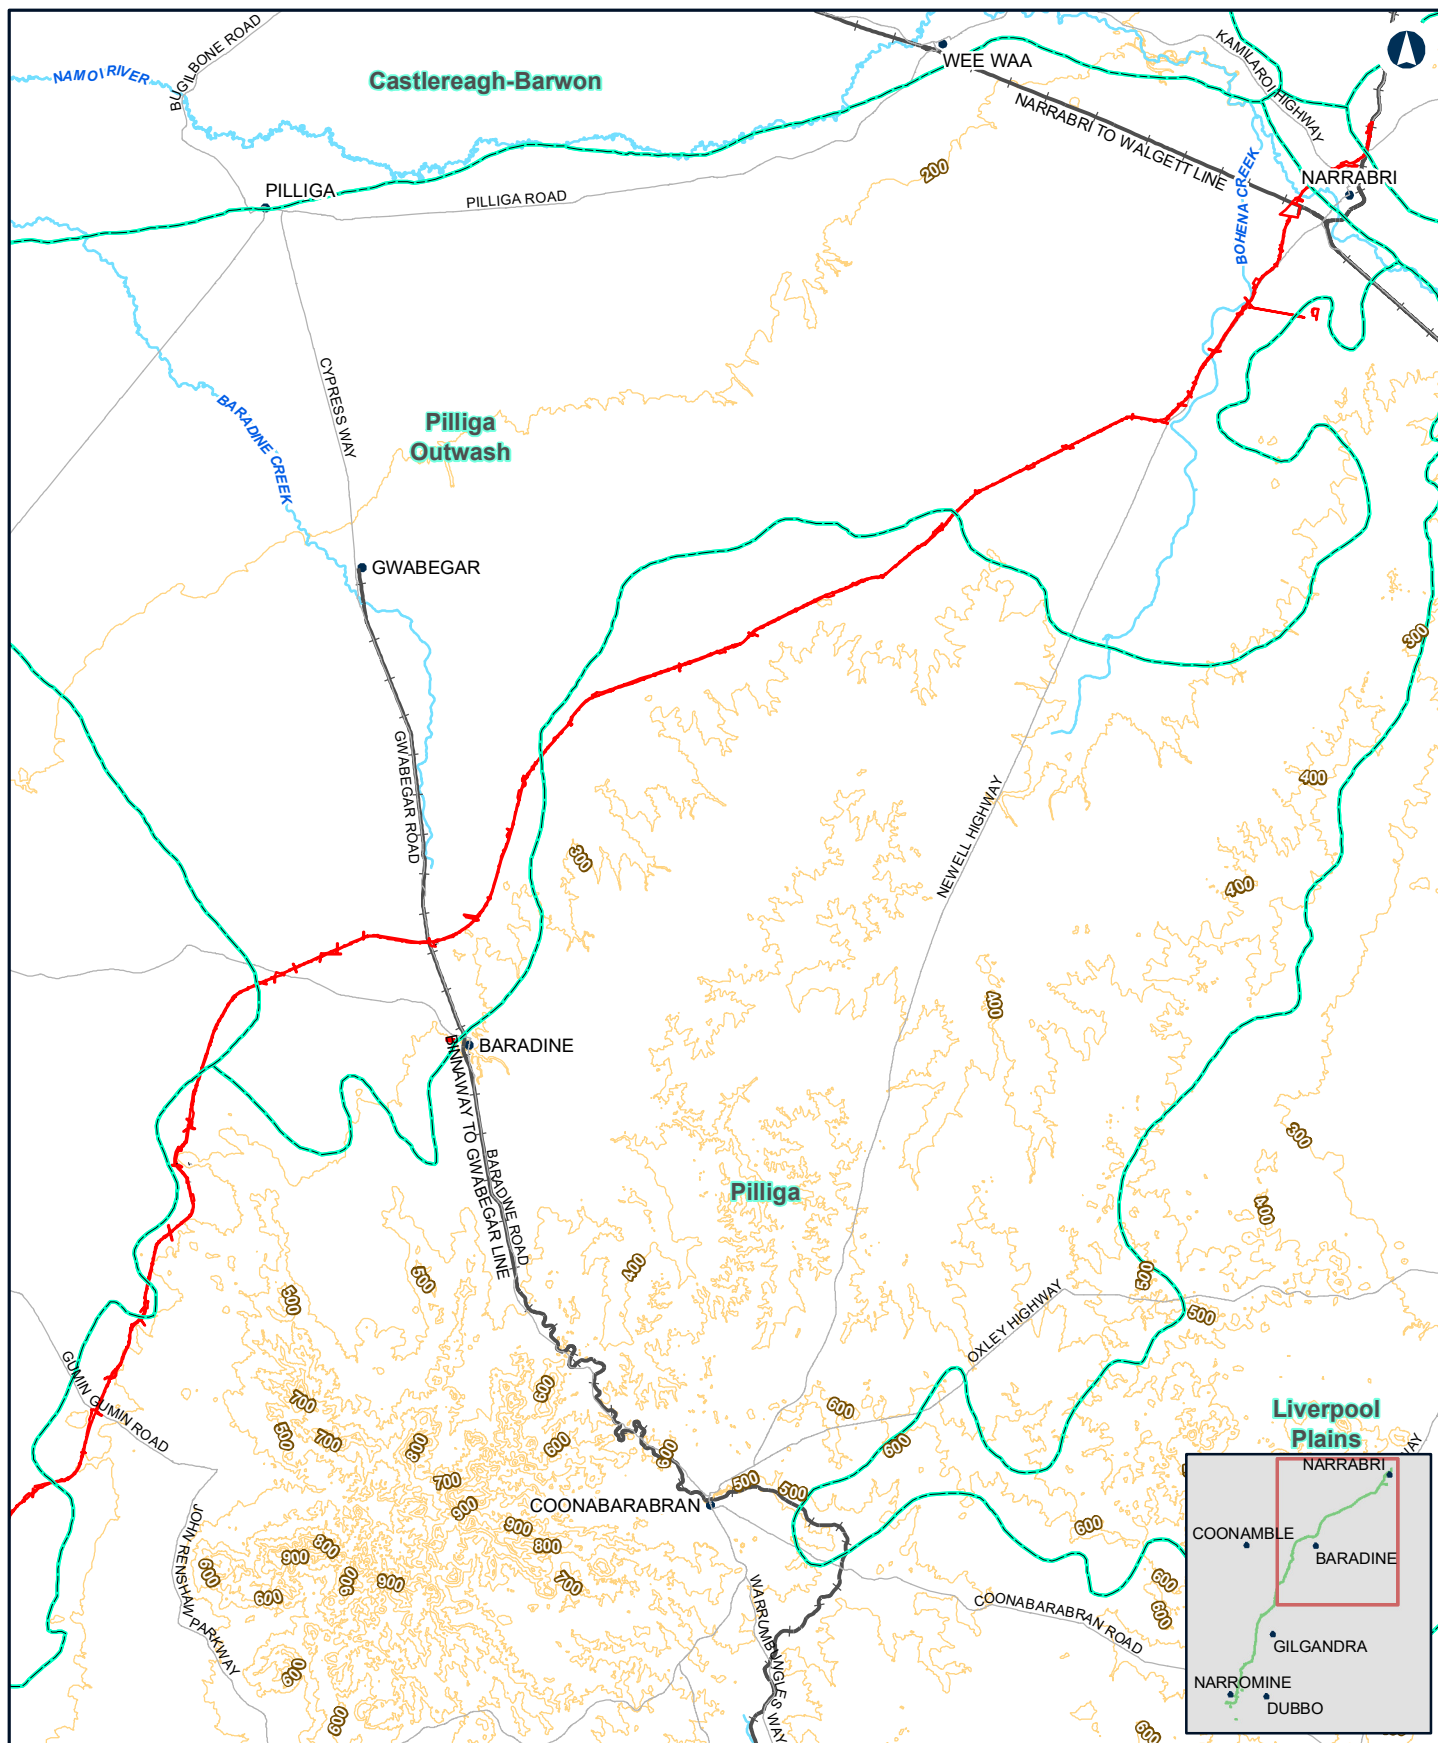 BUGILBONE ROAD
NAMOI RIVER
Castlereagh-Barwon
WEE WAA
KAMILAROI HIGHWAY
NARRABRI TO WALGETT LINE
200
NARRABRI
PILLIGA
PILLIGA ROAD
BOHENA CREEK
CYPRESS WAY
BARADINE CREEK
Pilliga
Outwash
GWABEGAR
300
GWABEGAR ROAD
400
NEWELL HIGHWAY
300
400
400
BARADINE
BINNAWAY TO GWABEGAR LINE
BARADINE ROAD
300
Pilliga
400
400
500
500
500
500
OXLEY HIGHWAY
GUMIN GUMIN ROAD
700
600
600
Liverpool
Plains
WAY
500
700
800
600
600
600
700
500
500
900
COONABARABRAN
JOHN RENSHAW PARKWAY
800
900
900
800
600
600
600
900
700
600
600
WARRUMBUNGLES WAY
COONABARABRAN ROAD
600
600
600
600
NARRABRI
COONAMBLE
BARADINE
GILGANDRA
NARROMINE
DUBBO